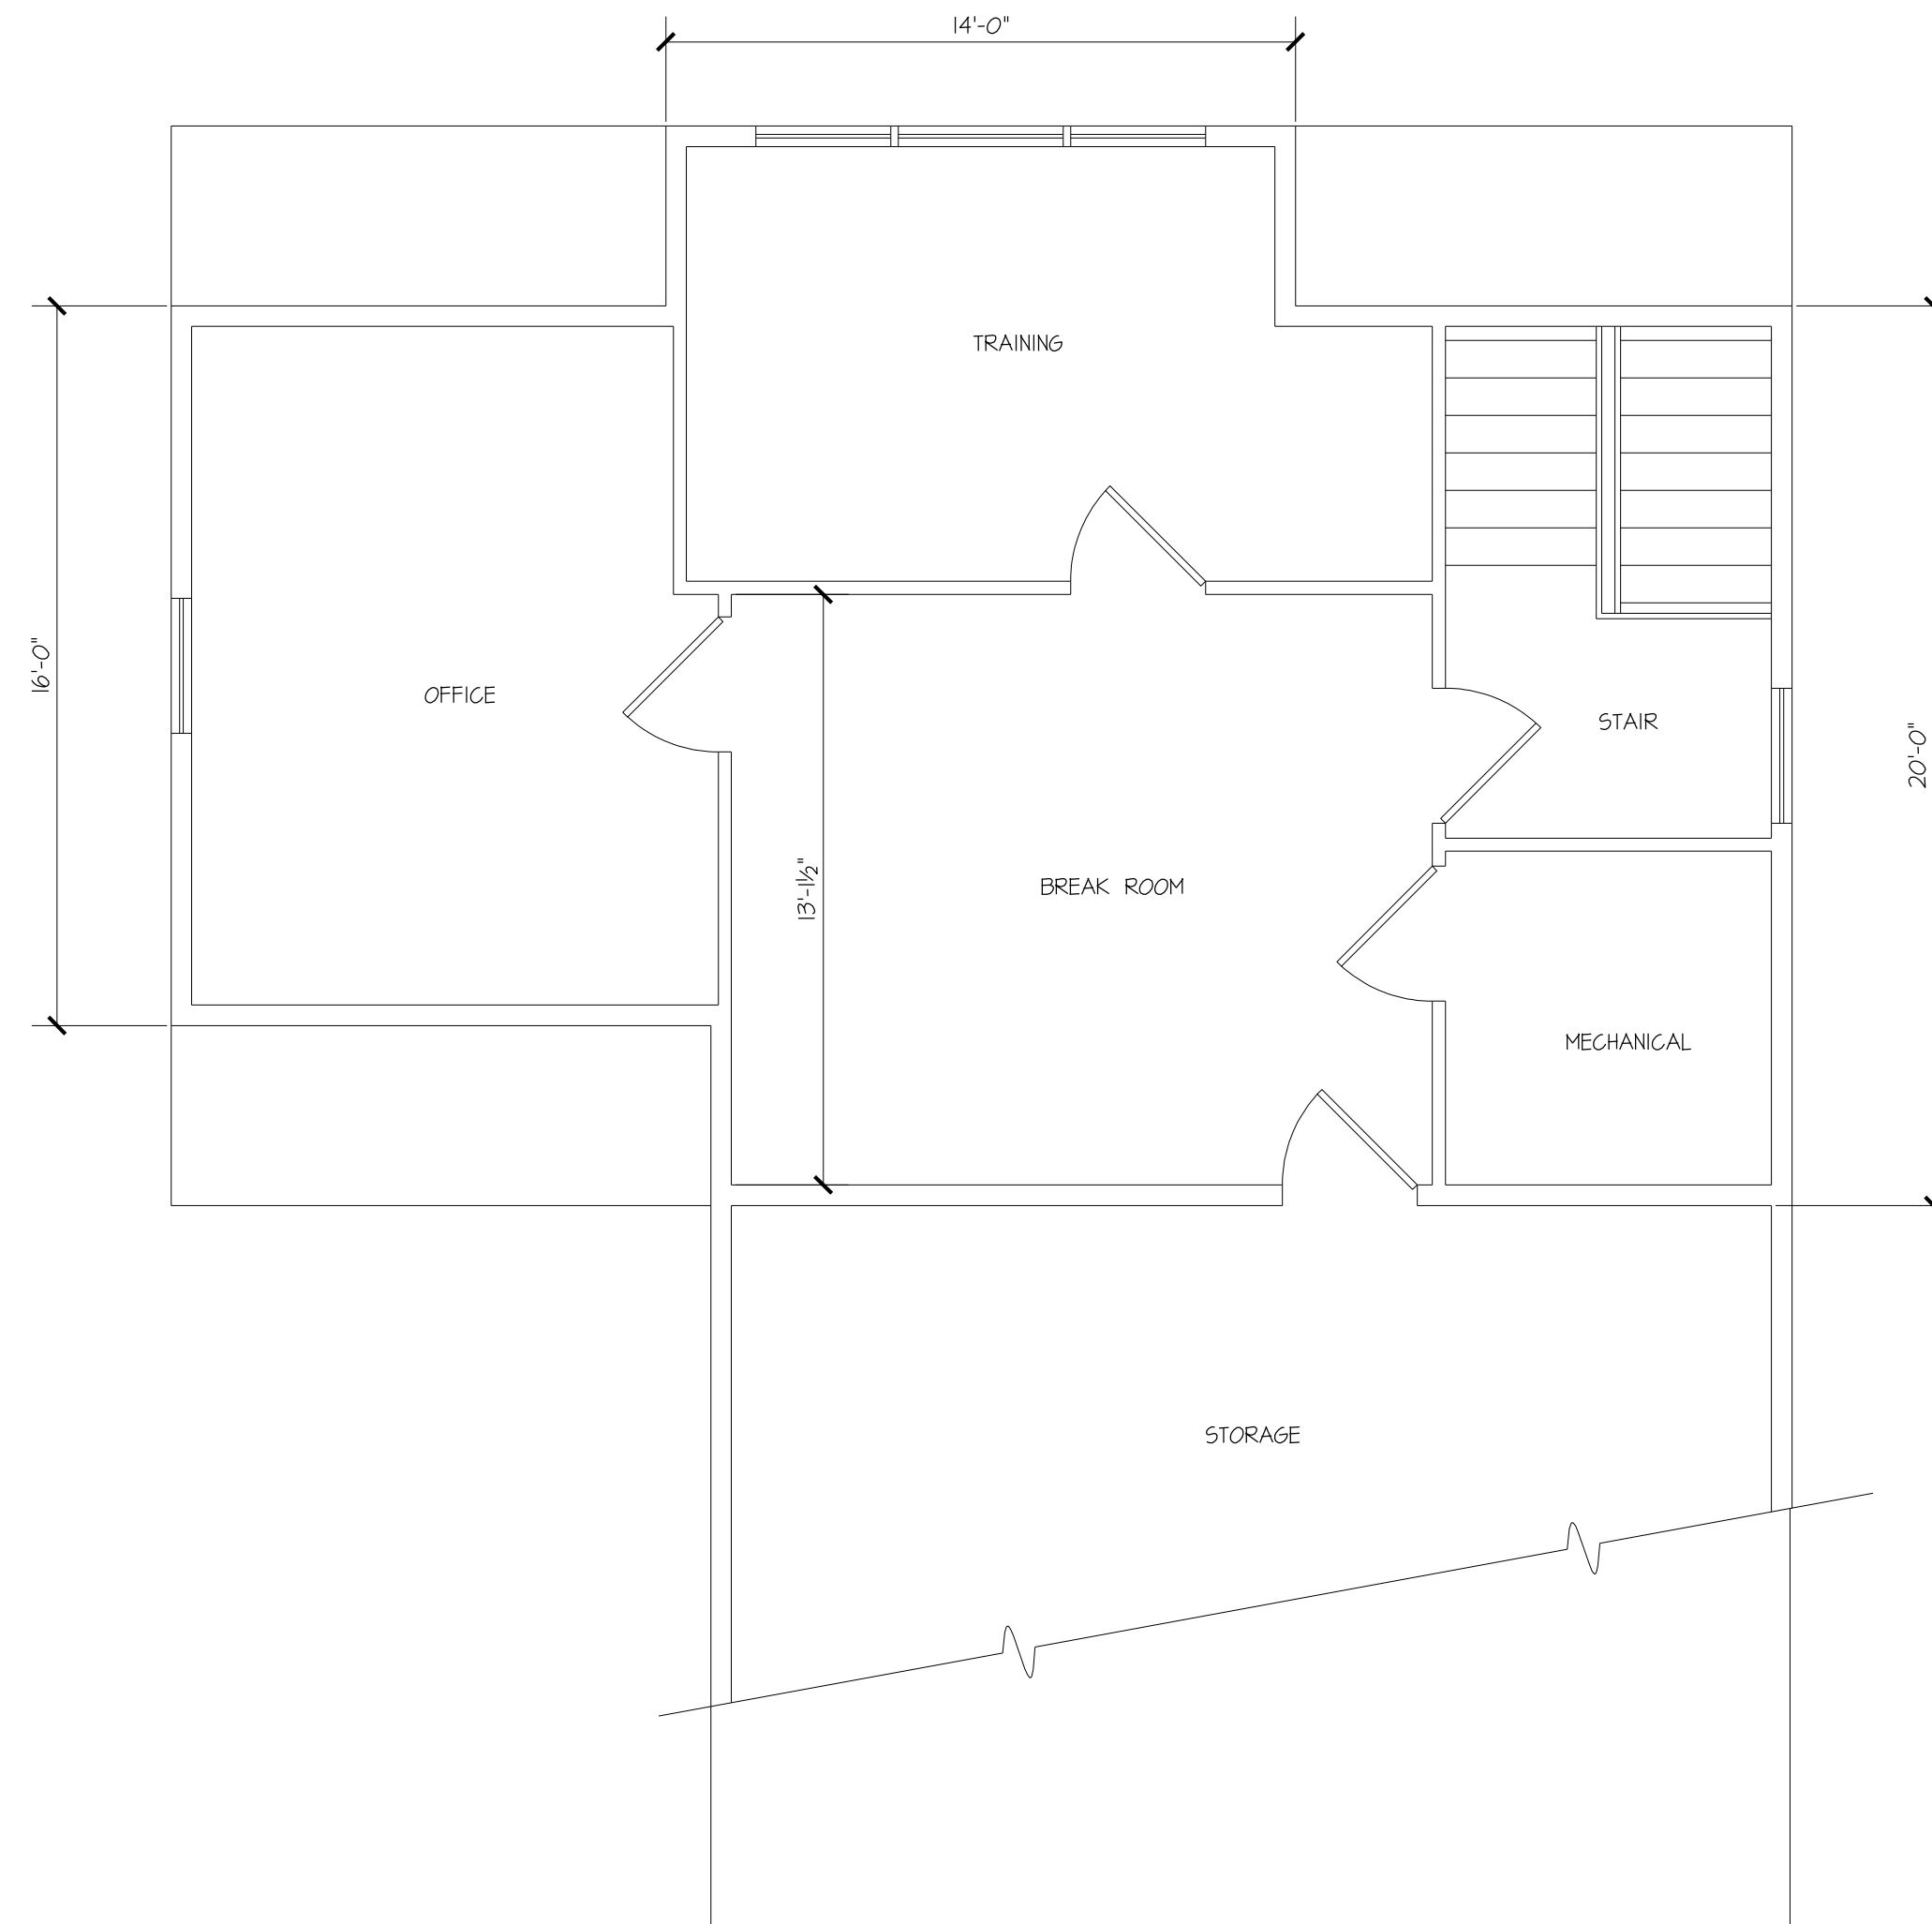 14'-0"
TRAINING
16'-0"
OFFICE
STAIR
20'-0"
13'-1½"
BREAK ROOM
MECHANICAL
STORAGE